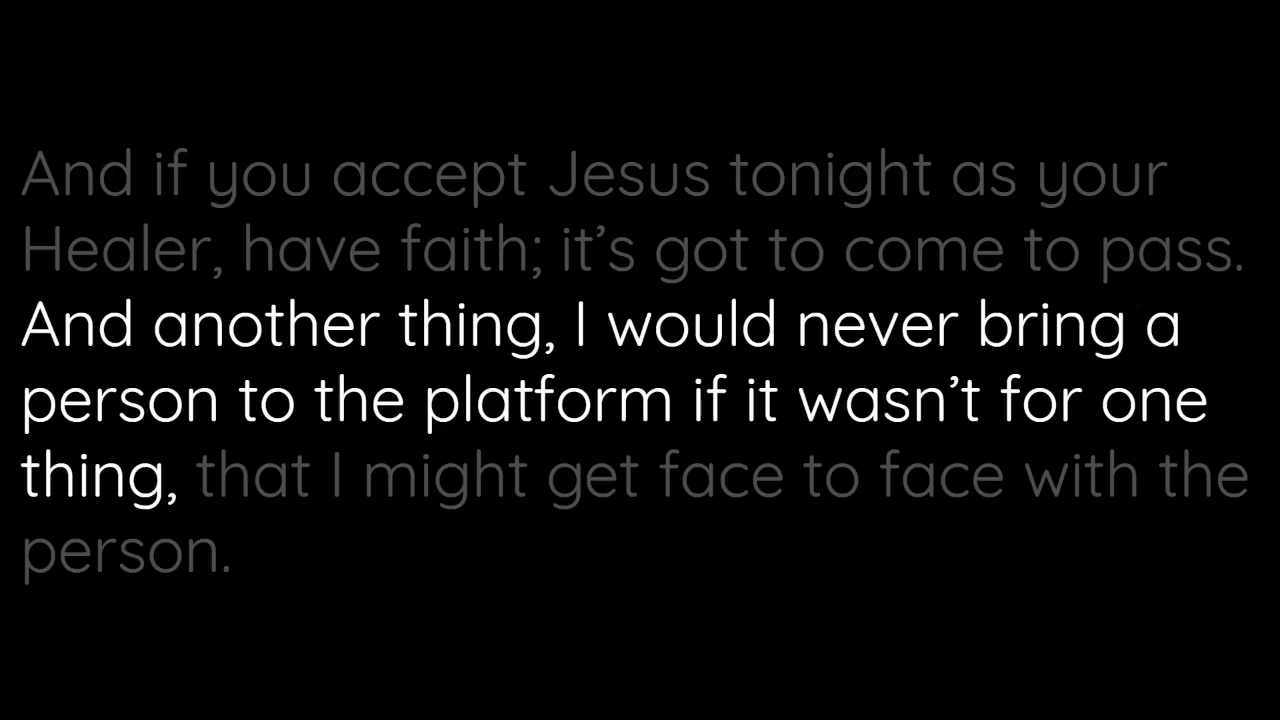 And if you accept Jesus tonight as your
Healer, have faith; it’s got to come to pass.
And another thing, I would never bring a
person to the platform if it wasn’t for one
thing, that I might get face to face with the
person.